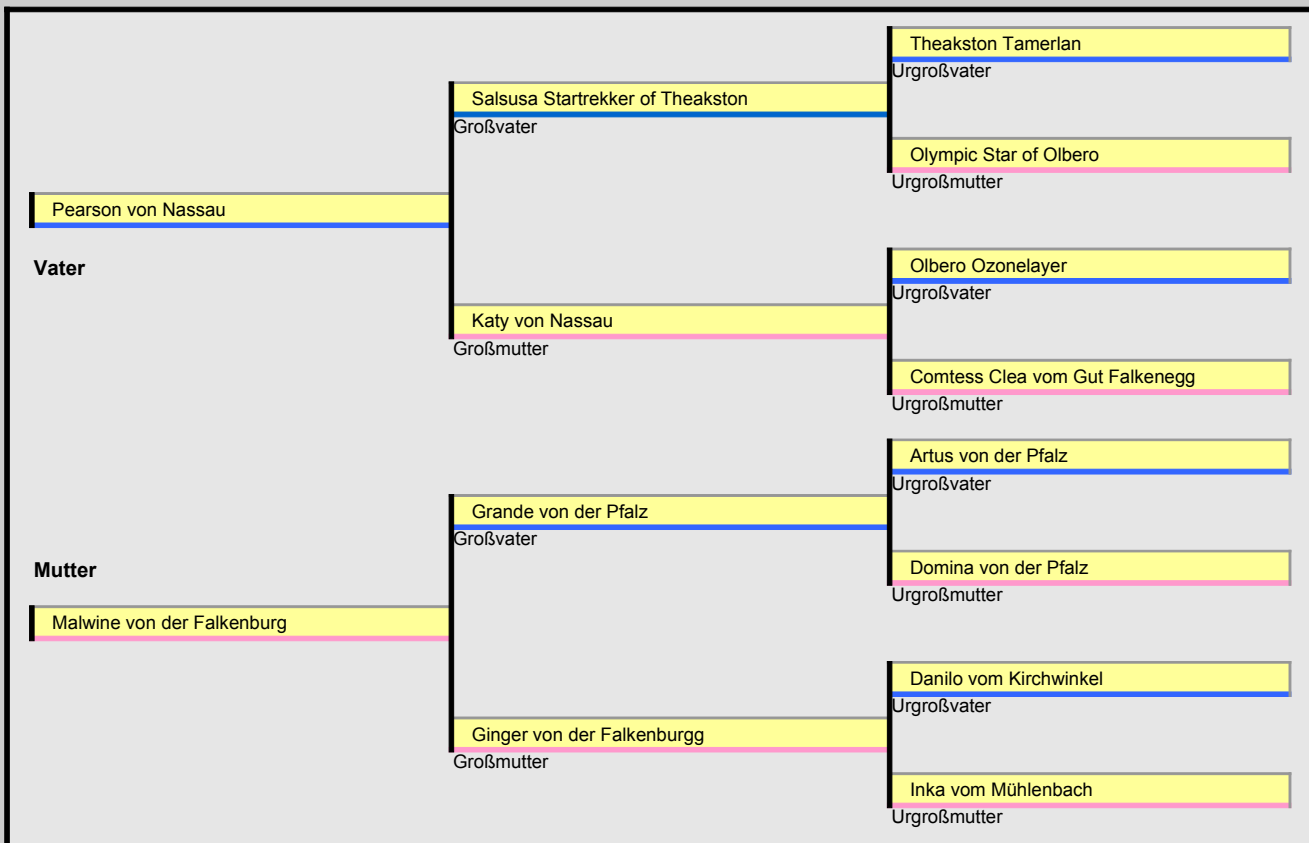 Theakston Tamerlan
Urgroßvater
Salsusa Startrekker of Theakston
Großvater
Olympic Star of Olbero
Urgroßmutter
Pearson von Nassau
Vater
Olbero Ozonelayer
Urgroßvater
Katy von Nassau
Großmutter
Comtess Clea vom Gut Falkenegg
Urgroßmutter
Artus von der Pfalz
Urgroßvater
Grande von der Pfalz
Großvater
Domina von der Pfalz
Urgroßmutter
Mutter
Malwine von der Falkenburg
Danilo vom Kirchwinkel
Urgroßvater
Ginger von der Falkenburgg
Großmutter
Inka vom Mühlenbach
Urgroßmutter